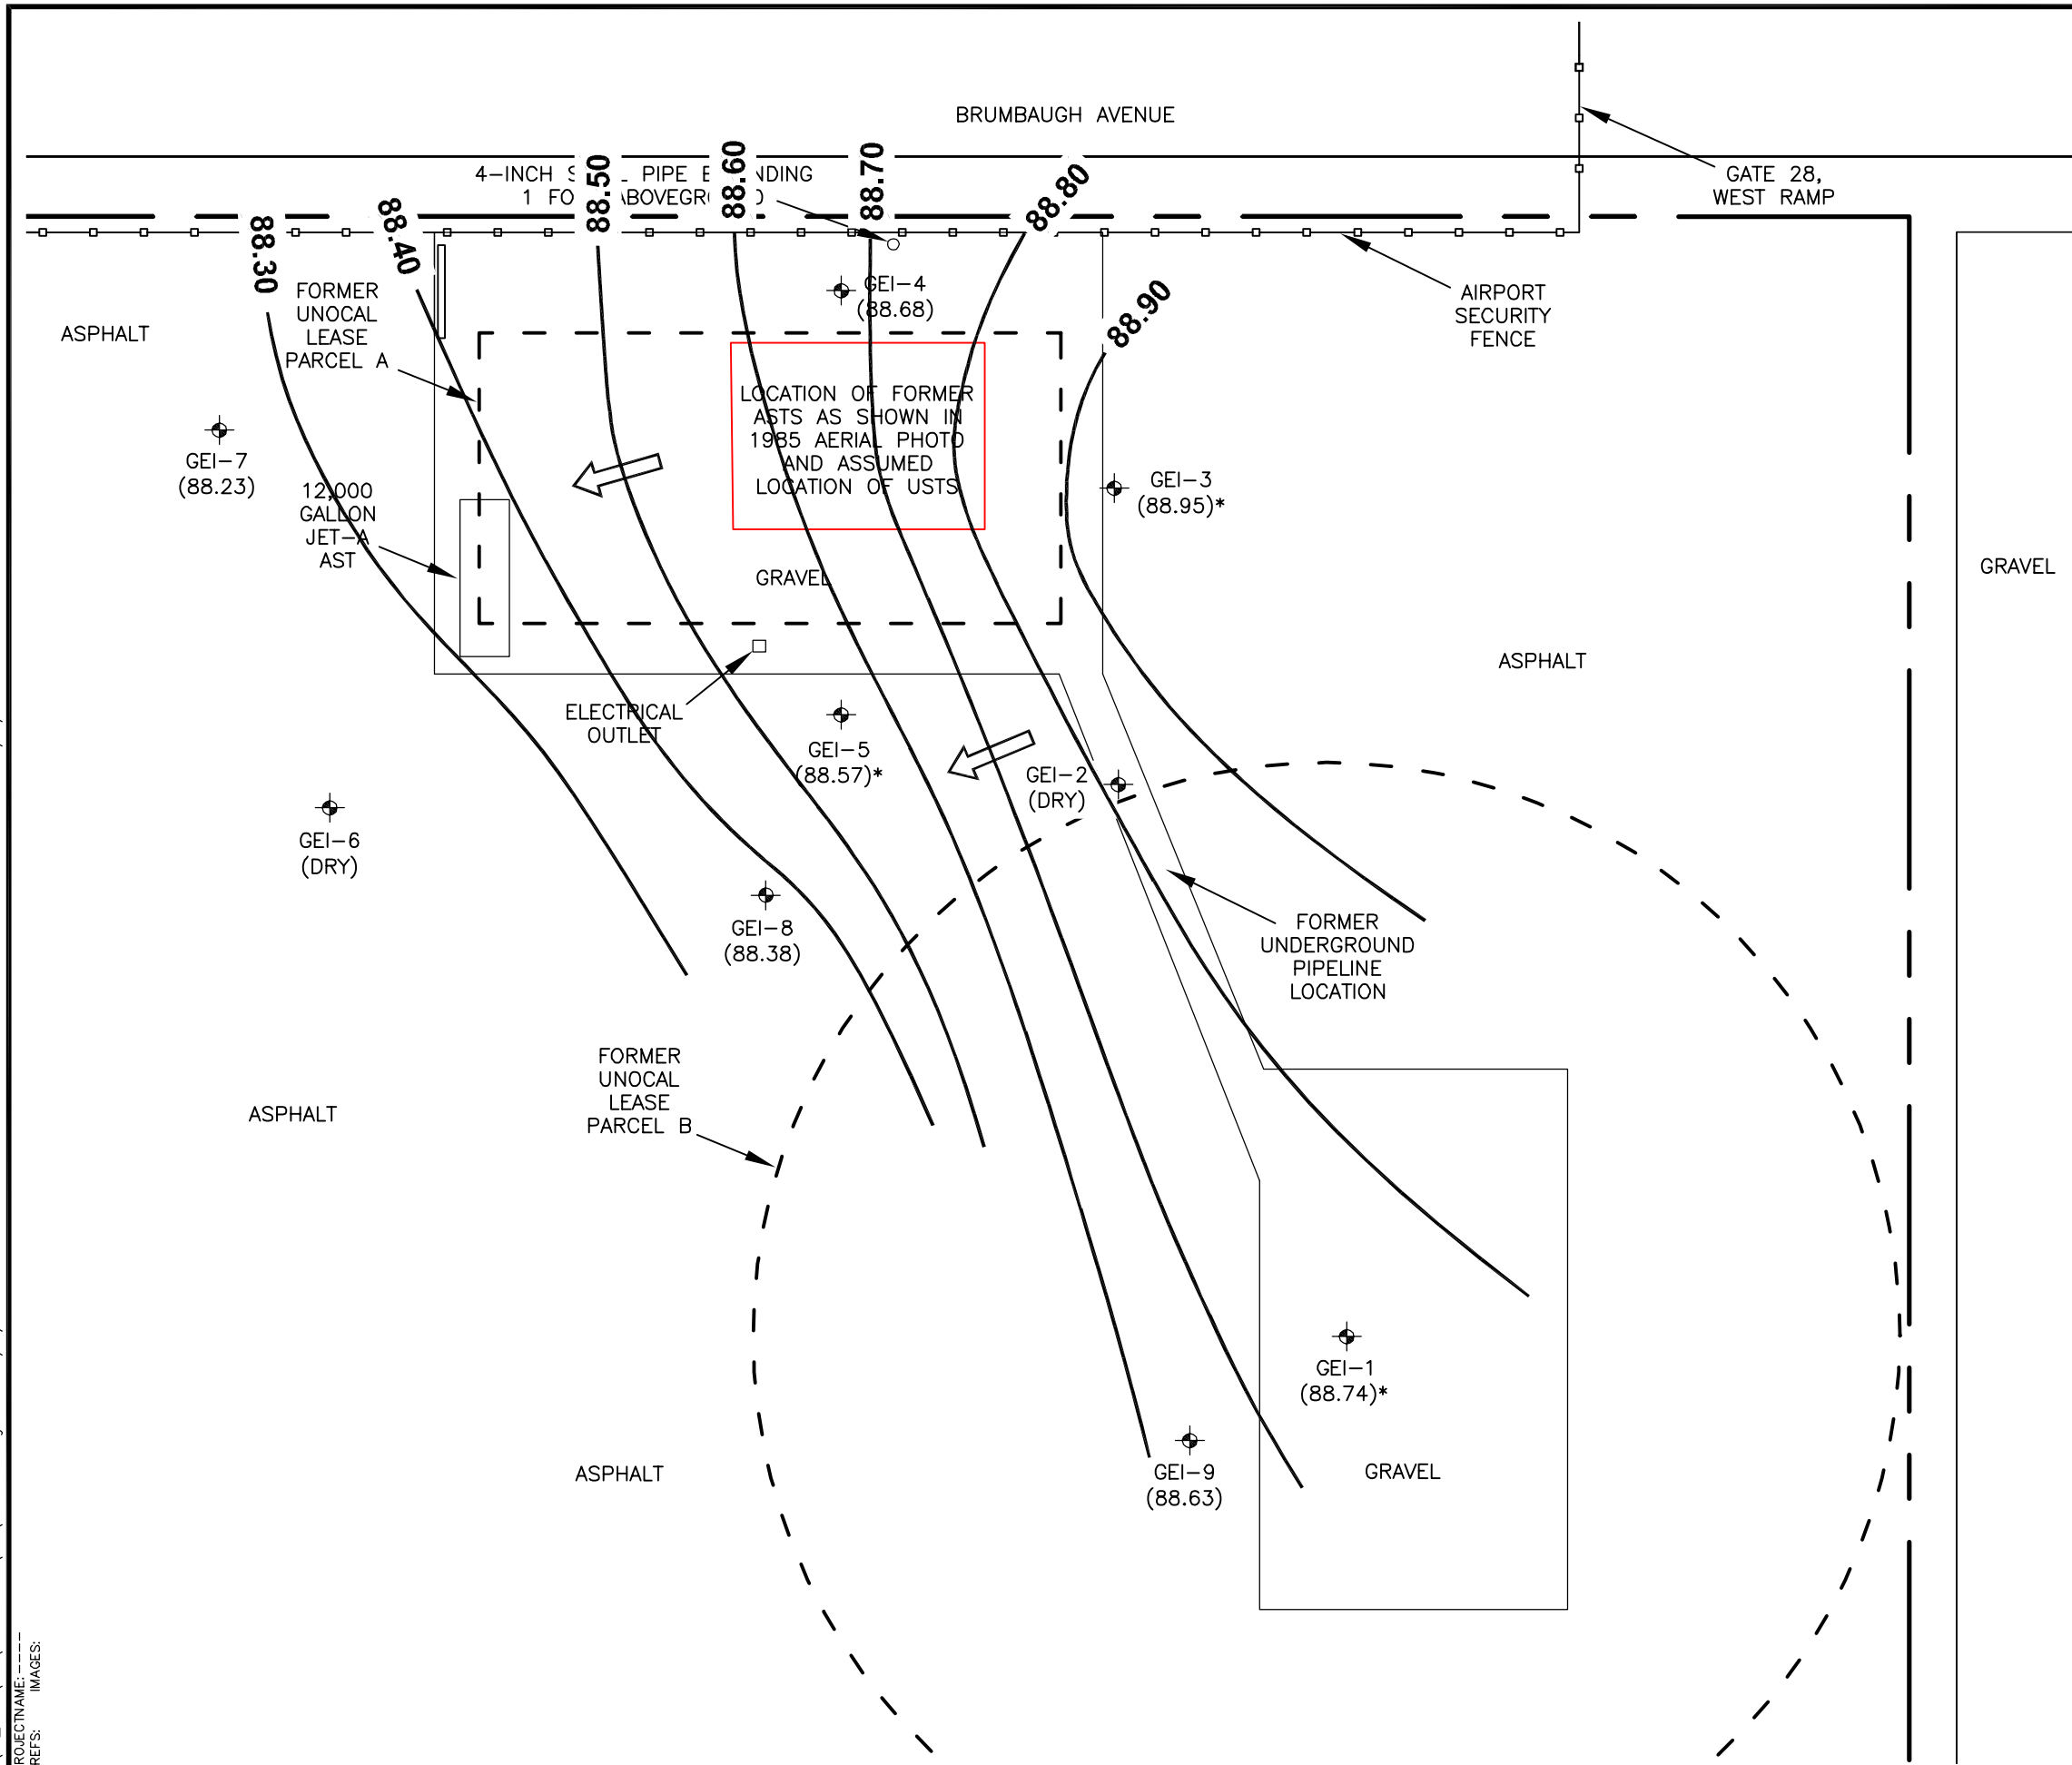 BRUMBAUGH AVENUE
4-INCH S L PIPE E NDING
1 FO ABOVEGR
GATE 28,
WEST RAMP
88.30
88.40
88.50
88.60
88.70
88.80
88.90
FORMER
UNOCAL
LEASE
PARCEL A
ASPHALT
GEI-4
(88.68)
AIRPORT
SECURITY
FENCE
LOCATION OF FORMER
ASTS AS SHOWN IN
1985 AERIAL PHOTO
AND ASSUMED
LOCATION OF USTS
GEI-7
(88.23)
12,000
GALLON
JET-A
AST
GEI-3
(88.95)*
GRAVEL
GRAVEL
ASPHALT
ELECTRICAL
OUTLET
GEI-5
(88.57)*
GEI-2
(DRY)
GEI-6
(DRY)
GEI-8
(88.38)
FORMER
UNDERGROUND
PIPELINE
LOCATION
FORMER
UNOCAL
LEASE
PARCEL B
ASPHALT
GEI-1
(88.74)*
ASPHALT
GEI-9
(88.63)
GRAVEL
ROJECTNAME: ----
REFS: IMAGES: